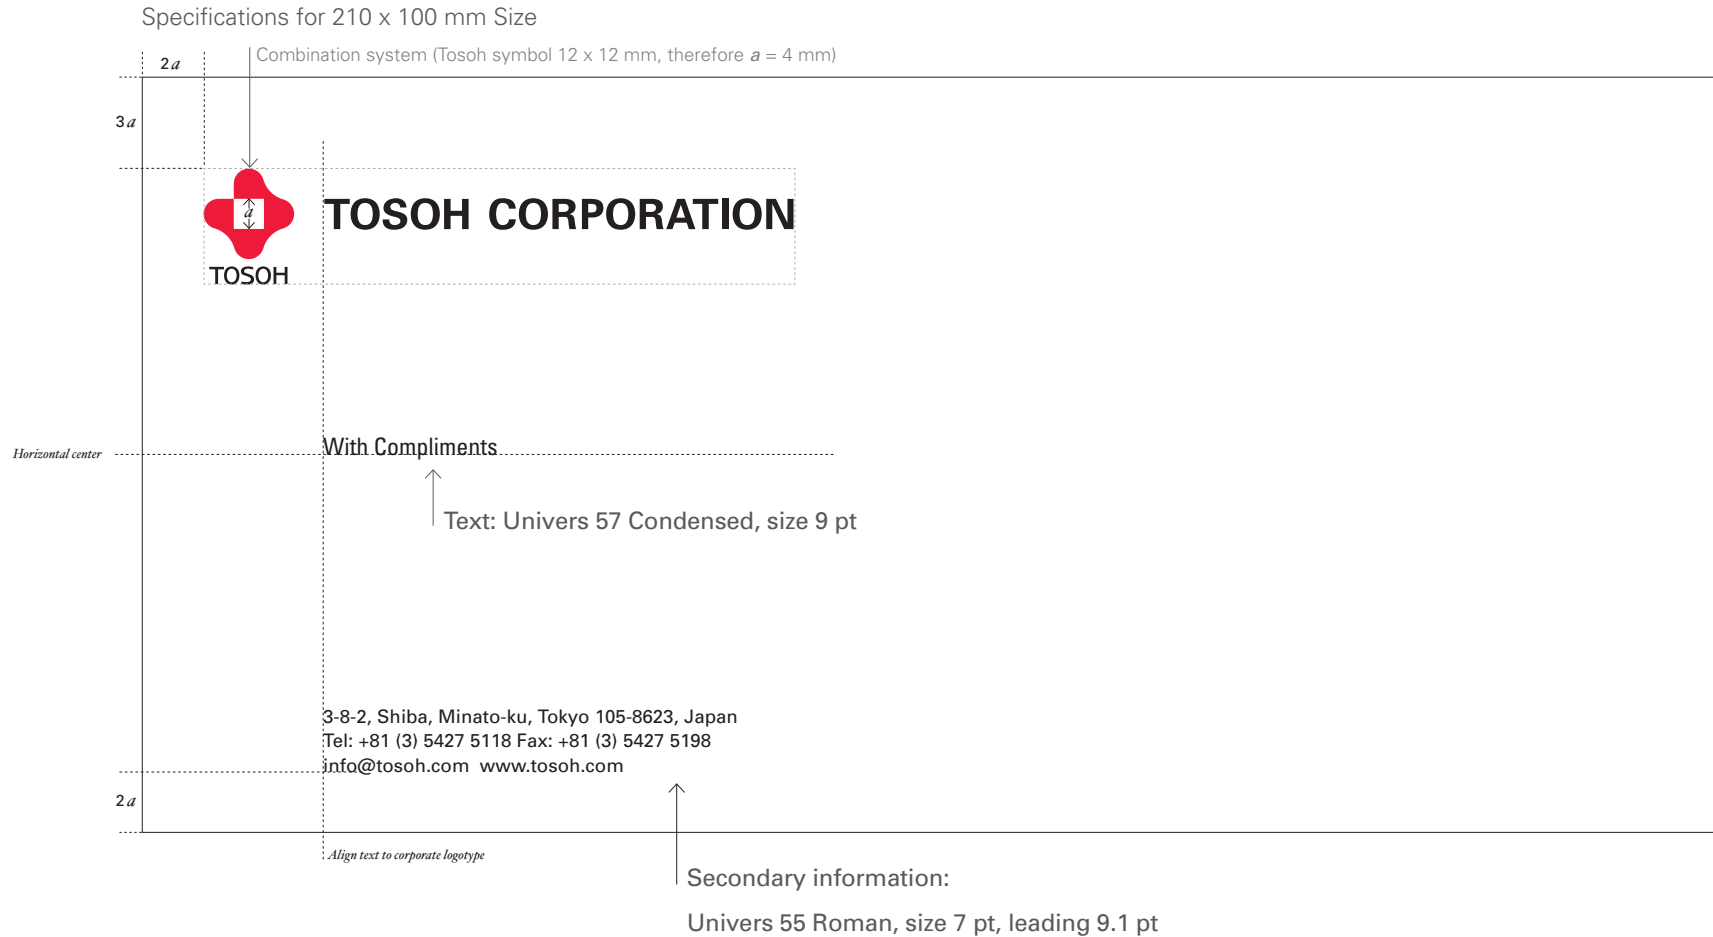 Specifications for 210 x 100 mm Size
Combination system (Tosoh symbol 12 x 12 mm, therefore a = 4 mm)
2a
3a
a
TOSOH CORPORATION
TOSOH
With Compliments
Horizontal center
Text: Univers 57 Condensed, size 9 pt
3-8-2, Shiba, Minato-ku, Tokyo 105-8623, Japan
Tel: +81 (3) 5427 5118 Fax: +81 (3) 5427 5198
info@tosoh.com www.tosoh.com
2a
Align text to corporate logotype
Secondary information:
Univers 55 Roman, size 7 pt, leading 9.1 pt